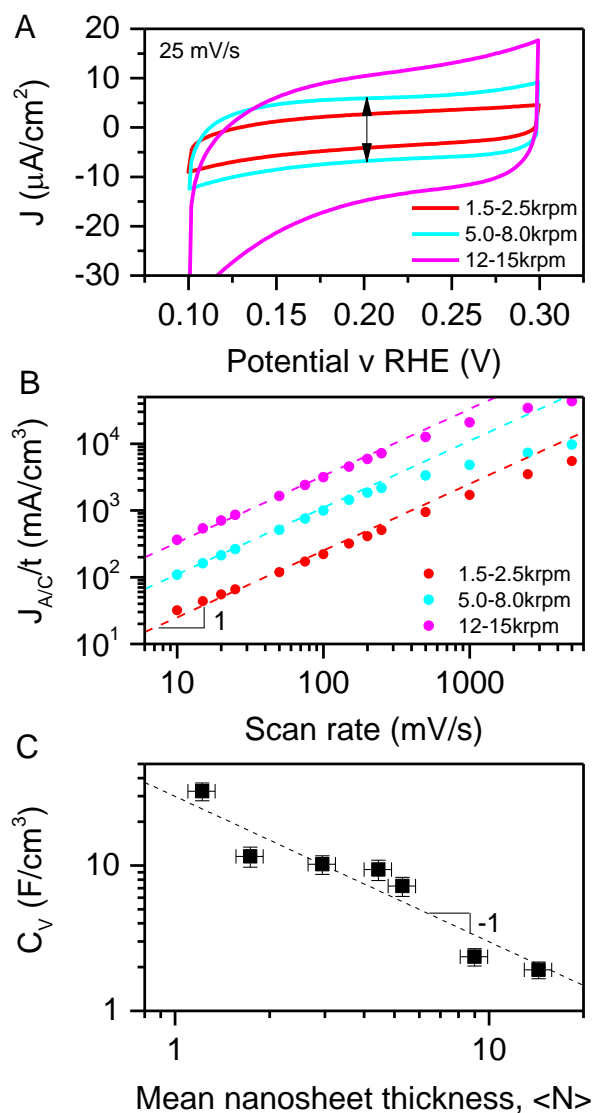 A
25 mV/s
20
10
0
-10
-20
-30
J (μA/cm²)
1.5-2.5krpm
5.0-8.0krpm
12-15krpm
0.10 0.15 0.20 0.25 0.30
Potential v RHE (V)
B
10⁴
10³
10²
10¹
J_A/C/t (mA/cm³)
1
1.5-2.5krpm
5.0-8.0krpm
12-15krpm
10 100 1000
Scan rate (mV/s)
C
10
1
C_V (F/cm³)
-1
1 10
Mean nanosheet thickness, <N>